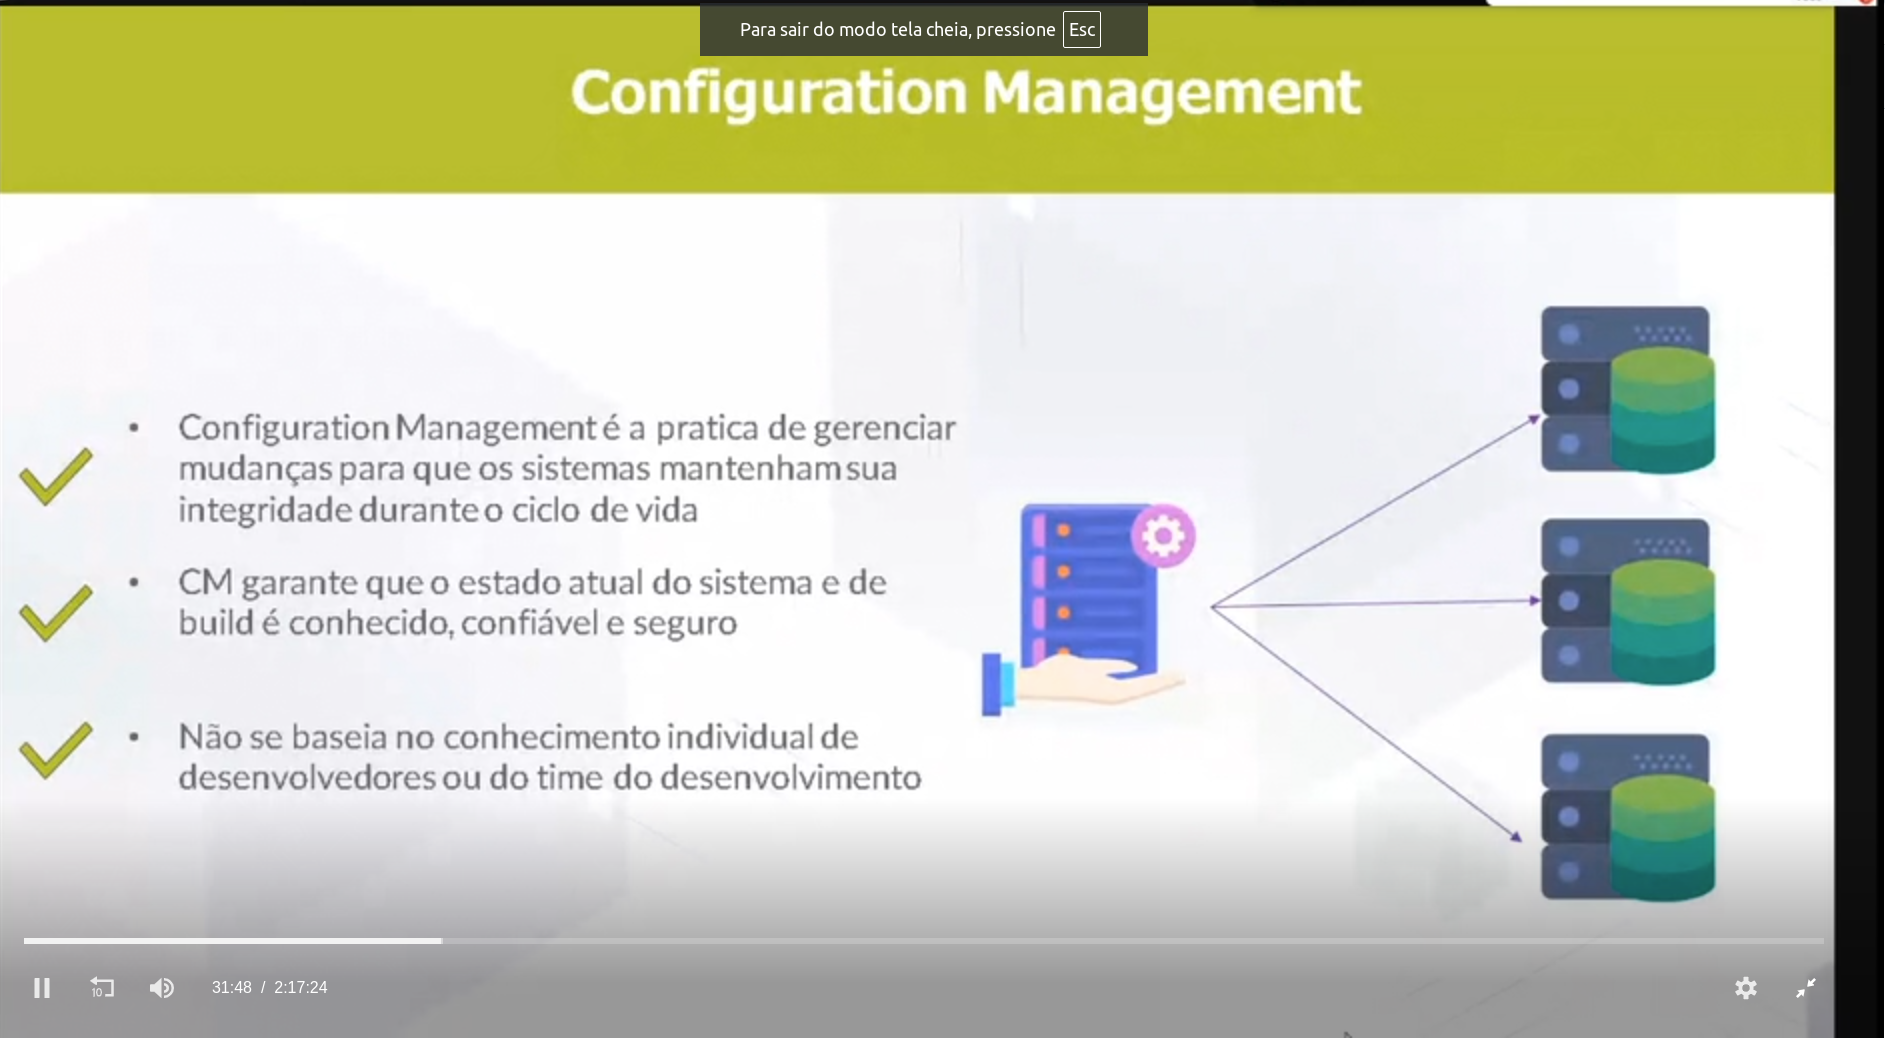 Para sair do modo tela cheia, pressione Esc
Configuration Management
• Configuration Management é a pratica de gerenciar
mudanças para que os sistemas mantenham sua
integridade durante o ciclo de vida
• CM garante que o estado atual do sistema e de
build é conhecido, confiável e seguro
• Não se baseia no conhecimento individual de
desenvolvedores ou do time do desenvolvimento
10
31:48 / 2:17:24